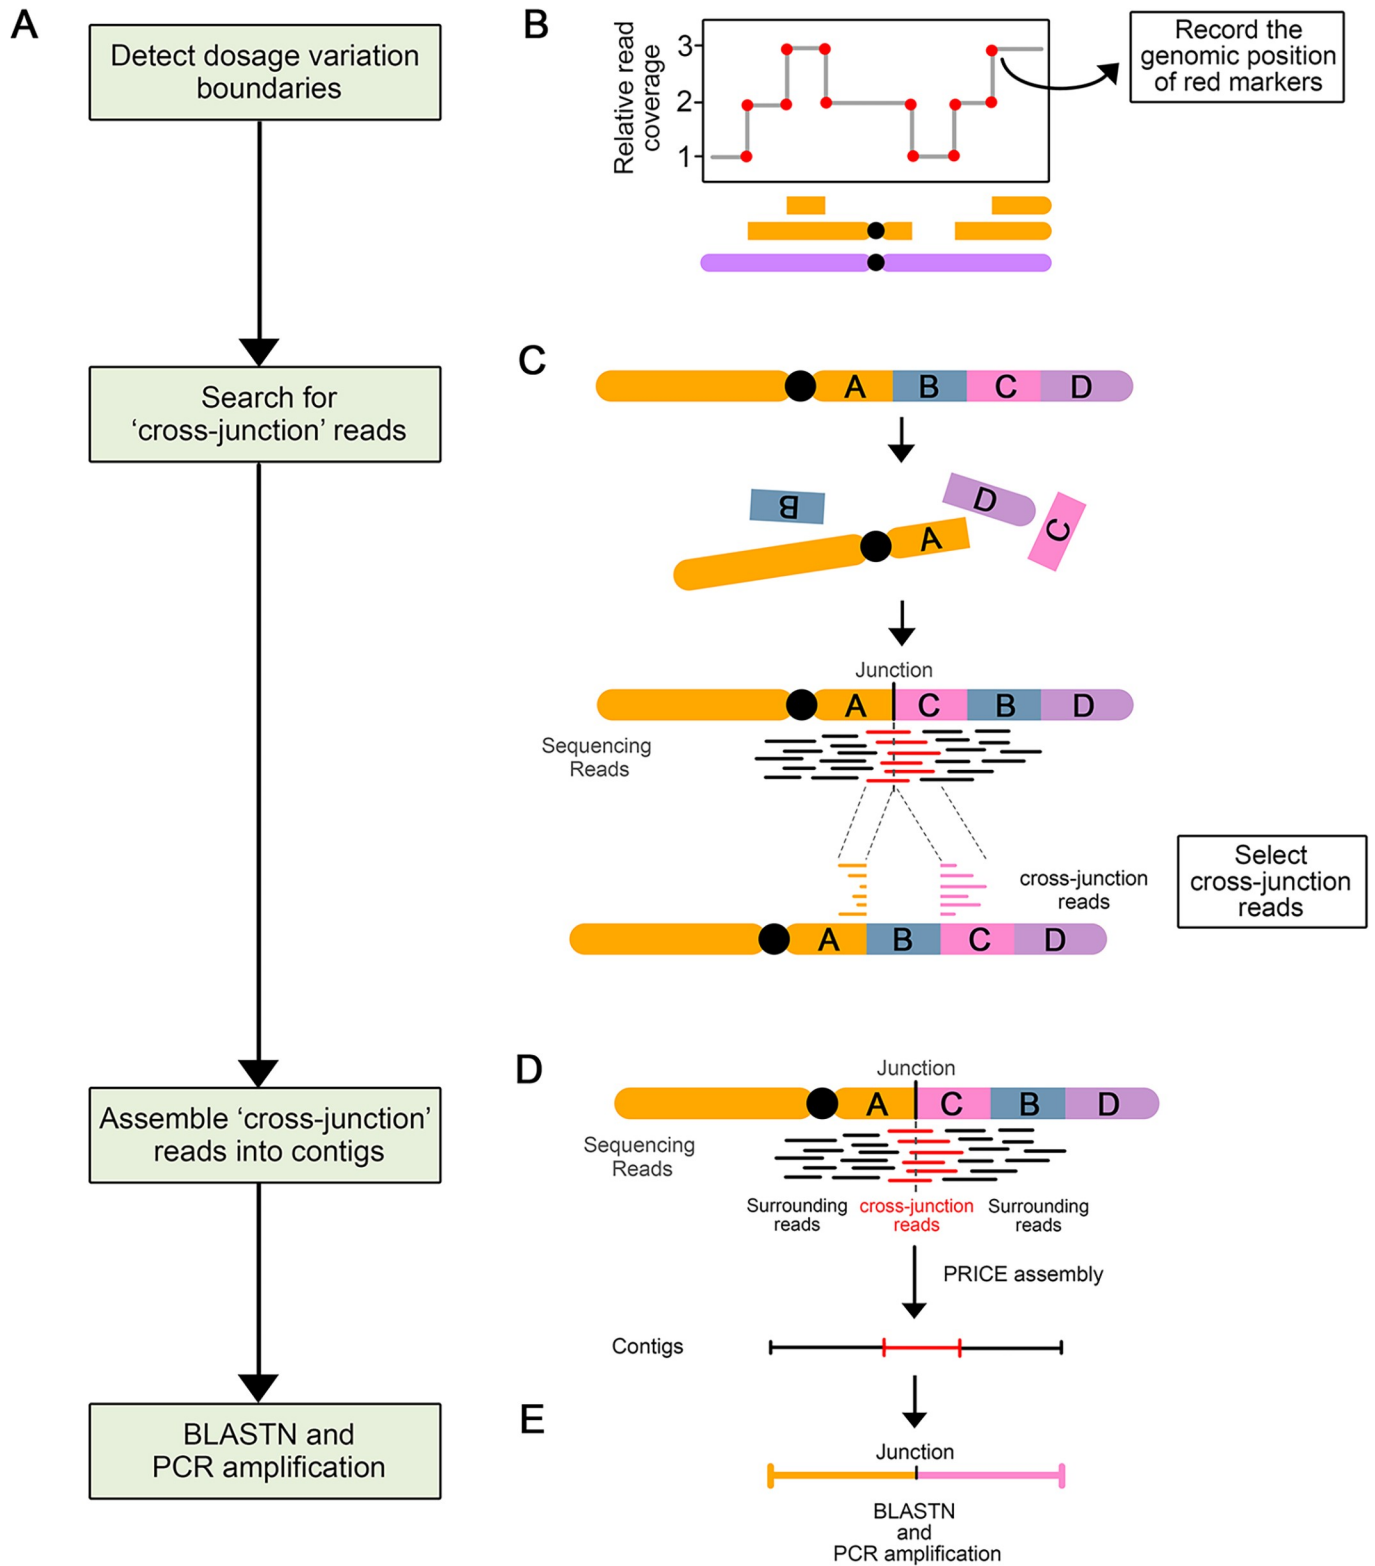 A
Detect dosage variation
boundaries
Search for
‘cross-junction’ reads
Assemble ‘cross-junction’
reads into contigs
BLASTN and
PCR amplification
B
Relative read
coverage
3
2
1
Record the
genomic position
of red markers
C
A B C D
B
D
C
A
Junction
A C B D
Sequencing
Reads
cross-junction
reads
Select
cross-junction
reads
A B C D
D
Junction
A C B D
Sequencing
Reads
Surrounding
reads
cross-junction
reads
Surrounding
reads
PRICE assembly
Contigs
E
Junction
BLASTN
and
PCR amplification